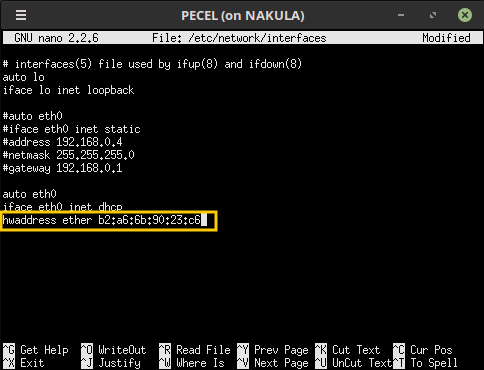 PECEL (on NAKULA)
GNU nano 2.2.6 File: /etc/network/interfaces Modified
# interfaces(5) file used by ifup(8) and ifdown(8)
auto lo
iface lo inet loopback
#auto eth0
#iface eth0 inet static
#address 192.168.0.4
#netmask 255.255.255.0
#gateway 192.168.0.1
auto eth0
iface eth0 inet dhcp
hwaddress ether b2:a6:6b:90:23:c6
^G Get Help ^O WriteOut ^R Read File ^Y Prev Page ^K Cut Text ^C Cur Pos
^X Exit ^J Justify ^W Where Is ^V Next Page ^U UnCut Text ^T To Spell